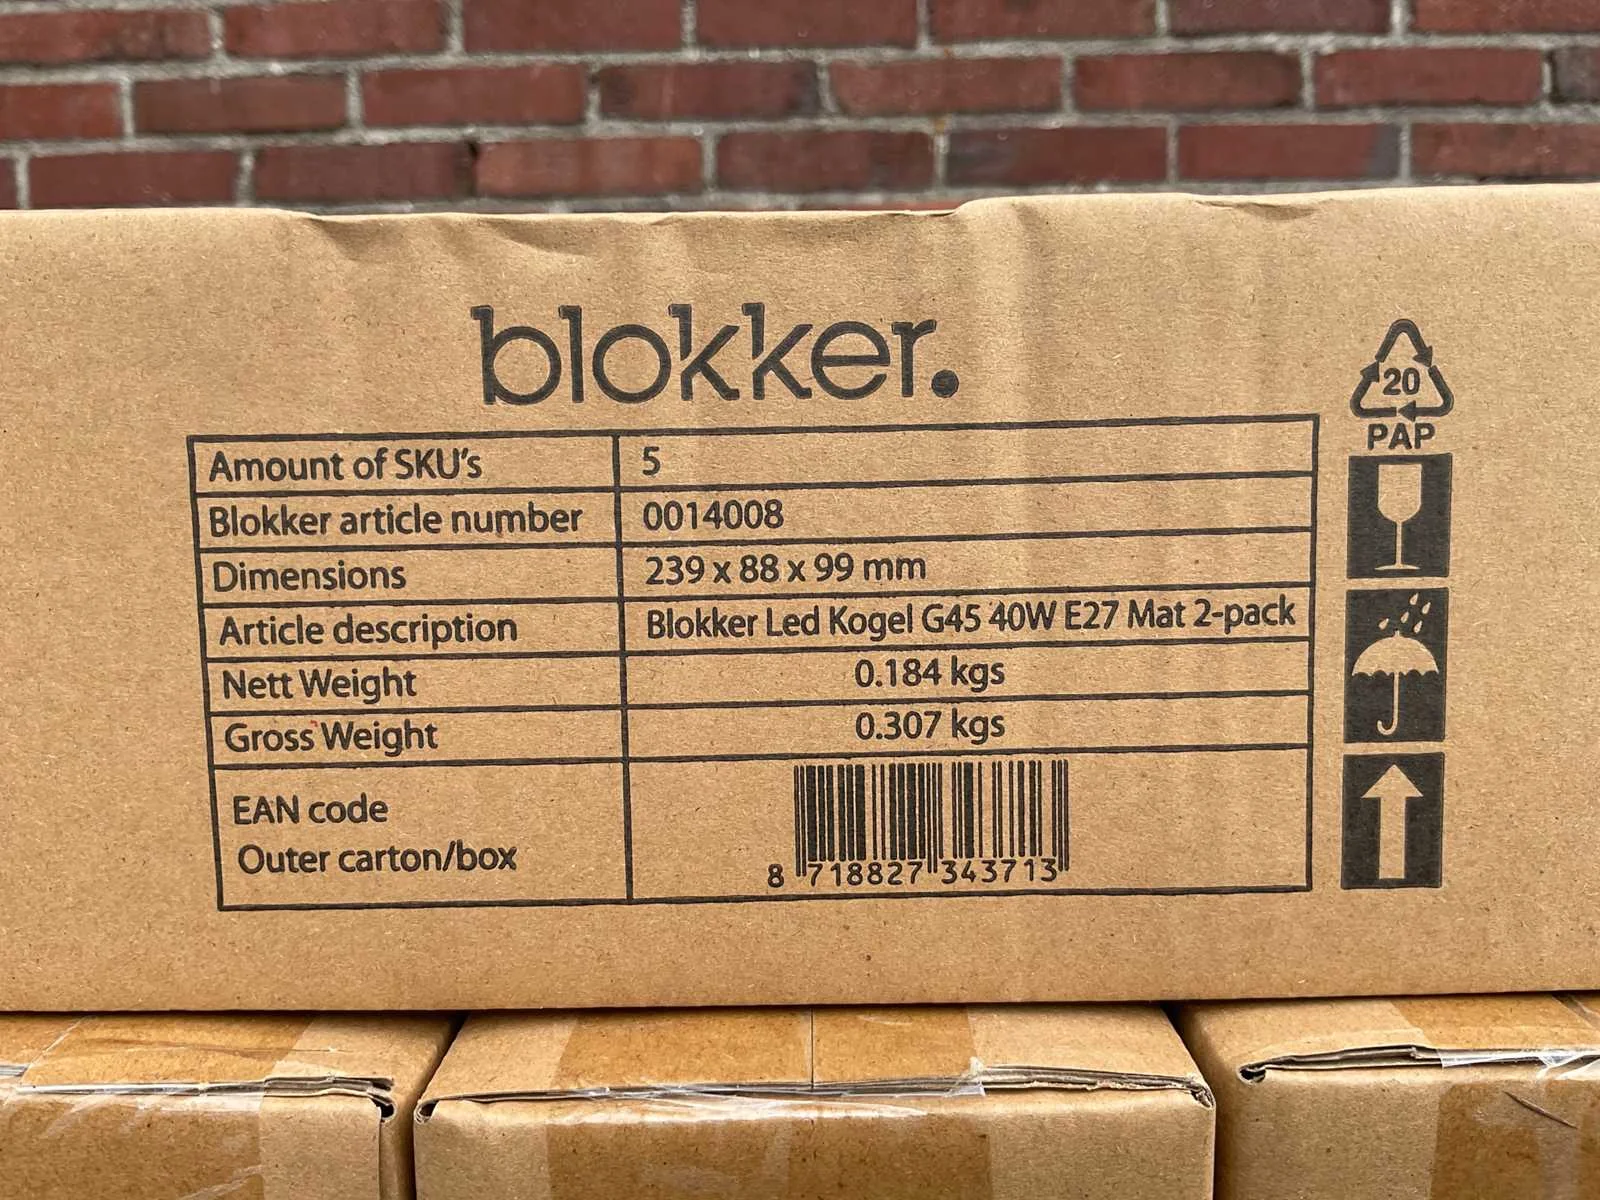 blokker.
20
PAP
Amount of SKU's 5
Blokker article number 0014008
Dimensions 239 x 88 x 99 mm
Article description Blokker Led Kogel G45 40W E27 Mat 2-pack
Nett Weight 0.184 kgs
Gross Weight 0.307 kgs
EAN code
Outer carton/box
8 718827 343713